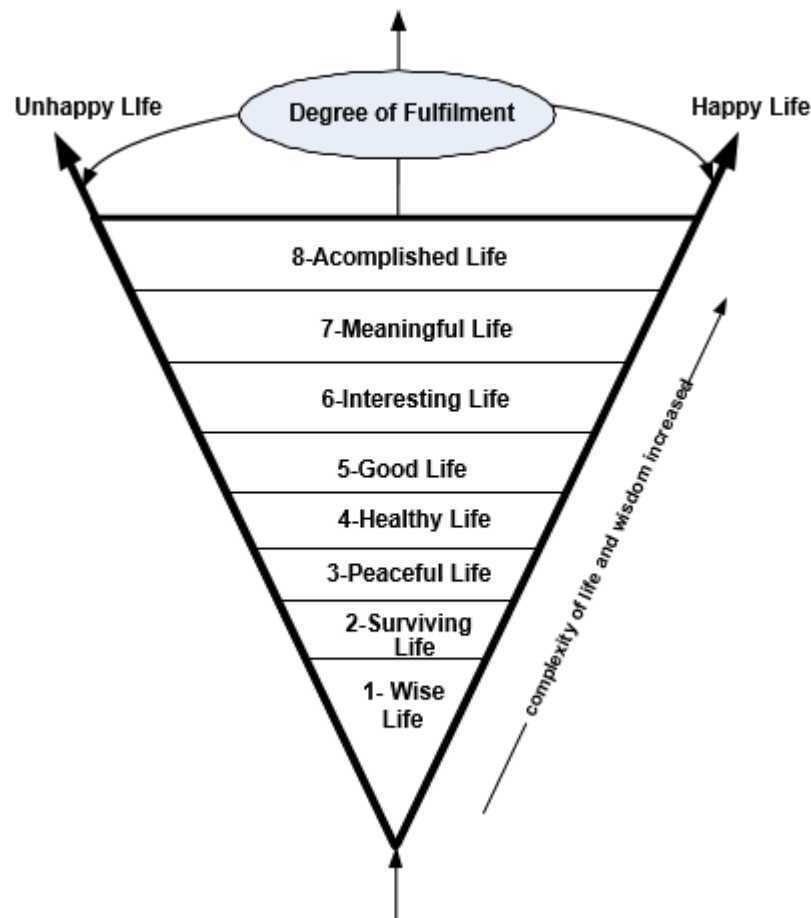 Unhappy LIfe
Degree of Fulfilment
Happy Life
8-Acomplished Life
7-Meaningful Life
6-Interesting Life
5-Good Life
4-Healthy Life
3-Peaceful Life
2-Surviving
Life
1- Wise
Life
complexity of life and wisdom increased